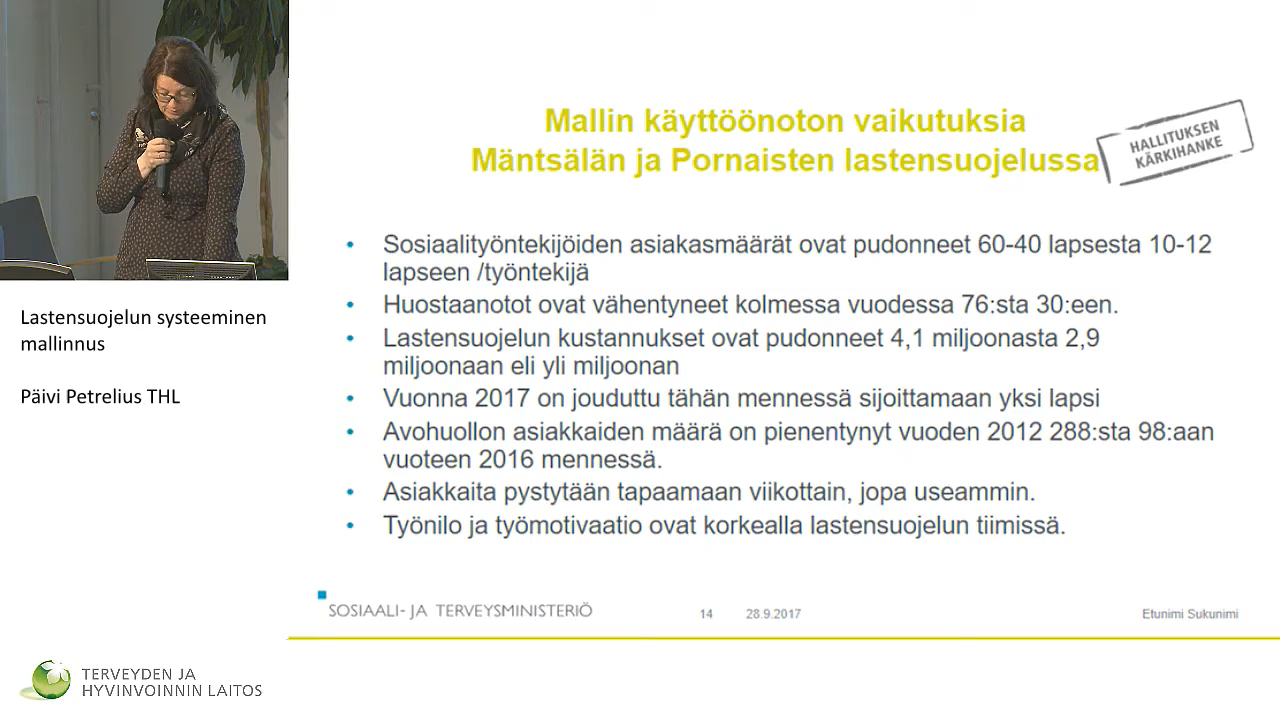 Mallin käyttöönoton vaikutuksia
Mäntsälän ja Pornaisten lastensuojelussa
HALLITUKSEN
KÄRKIHANKE
• Sosiaalityöntekijöiden asiakasmäärät ovat pudonneet 60-40 lapsesta 10-12
lapseen /työntekijä
• Huostaanotot ovat vähentyneet kolmessa vuodessa 76:sta 30:een.
• Lastensuojelun kustannukset ovat pudonneet 4,1 miljoonasta 2,9
miljoonaan eli yli miljoonan
• Vuonna 2017 on jouduttu tähän mennessä sijoittamaan yksi lapsi
• Avohuollon asiakkaiden määrä on pienentynyt vuoden 2012 288:sta 98:aan
vuoteen 2016 mennessä.
• Asiakkaita pystytään tapaamaan viikottain, jopa useammin.
• Työnilo ja työmotivaatio ovat korkealla lastensuojelun tiimissä.
SOSIAALI- JA TERVEYSMINISTERIÖ
14
28.9.2017
Etunimi Sukunimi
Lastensuojelun systeeminen
mallinnus
Päivi Petrelius THL
TERVEYDEN JA
HYVINVOINNIN LAITOS